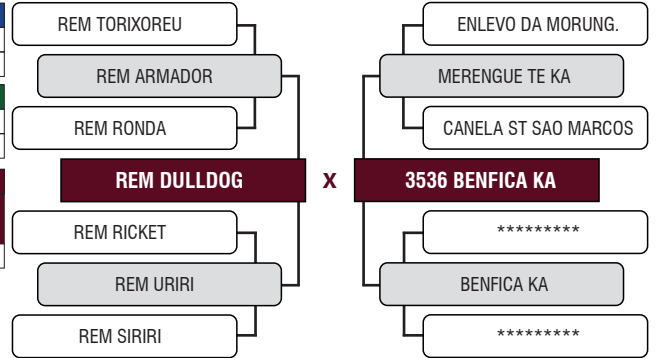 REM TORIXOREU
ENLEVO DA MORUNG.
REM ARMADOR
MERENGUE TE KA
REM RONDA
CANELA ST SAO MARCOS
REM DULLDOG
X
3536 BENFICA KA
REM RICKET
*********
REM URIRI
BENFICA KA
REM SIRIRI
*********